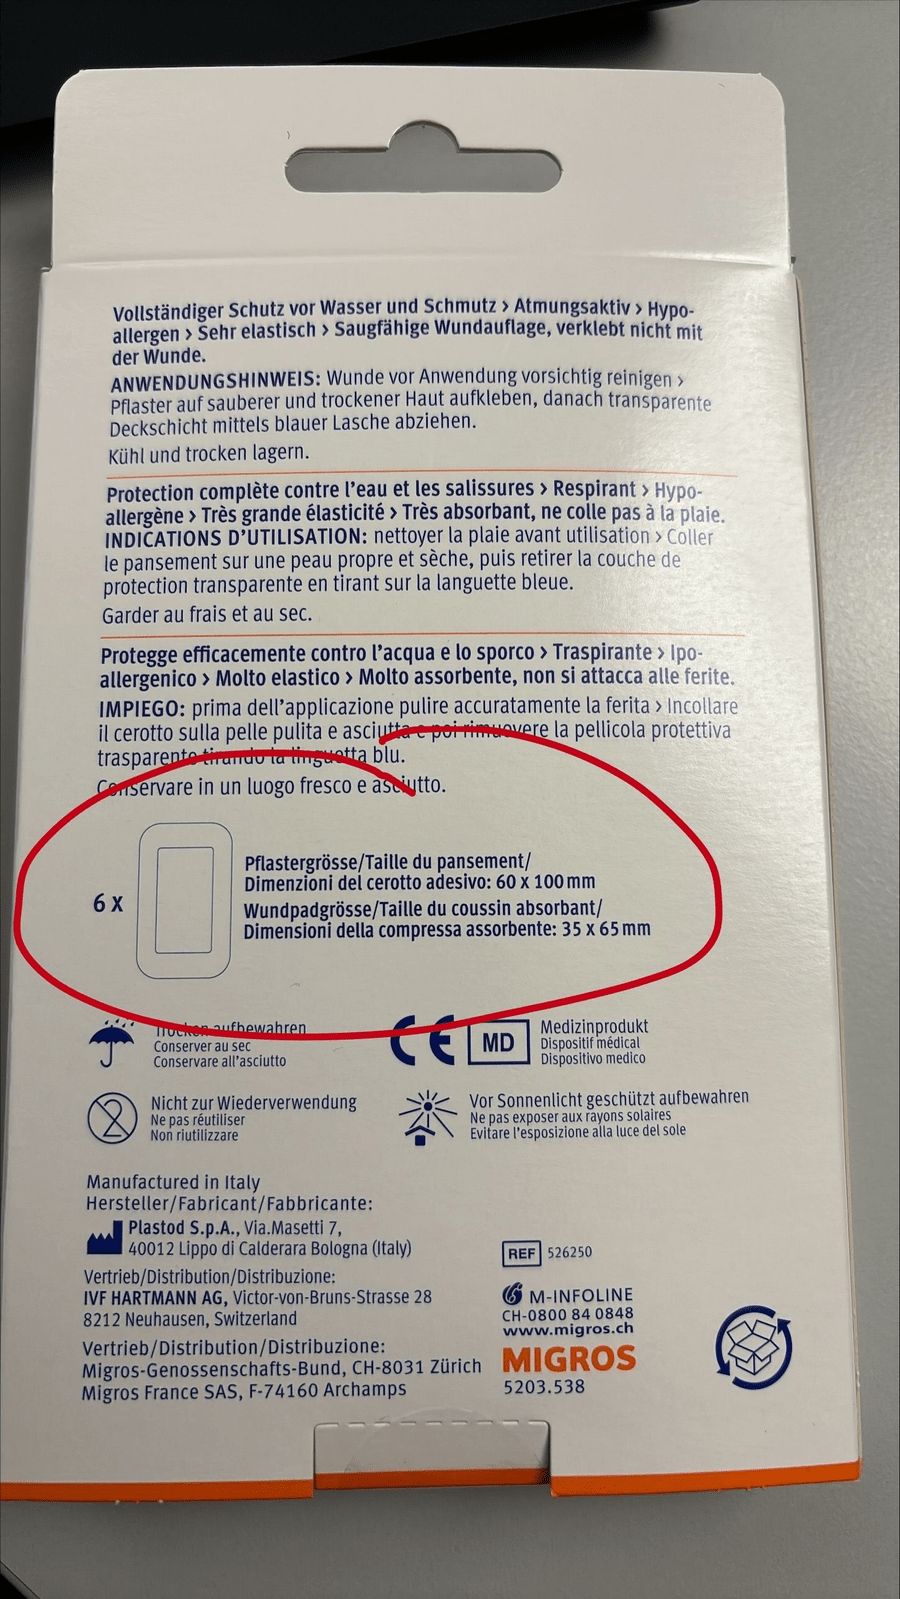 Vollständiger Schutz vor Wasser und Schmutz › Atmungsaktiv › Hypo-
allergen › Sehr elastisch › Saugfähige Wundauflage, verklebt nicht mit
der Wunde.
ANWENDUNGSHINWEIS: Wunde vor Anwendung vorsichtig reinigen ›
Pflaster auf sauberer und trockener Haut aufkleben, danach transparente
Deckschicht mittels blauer Lasche abziehen.
Kühl und trocken lagern.
Protection complète contre l'eau et les salissures › Respirant › Hypo-
allergène › Très grande élasticité › Très absorbant, ne colle pas à la plaie.
INDICATIONS D'UTILISATION: nettoyer la plaie avant utilisation › Coller
le pansement sur une peau propre et sèche, puis retirer la couche de
protection transparente en tirant sur la languette bleue.
Garder au frais et au sec.
Protegge efficacemente contro l'acqua e lo sporco › Traspirante › Ipo-
allergenico › Molto elastico › Molto assorbente, non si attacca alle ferite.
IMPIEGO: prima dell'applicazione pulire accuratamente la ferita › Incollare
il cerotto sulla pelle pulita e asciutta e poi rimuovere la pellicola protettiva
trasparente tirando la linguetta blu.
Conservare in un luogo fresco e asciutto.
6 x
Pflastergrösse/Taille du pansement/
Dimenzioni del cerotto adesivo: 60 x 100 mm
Wundpadgrösse/Taille du coussin absorbant/
Dimensioni della compressa assorbente: 35 x 65 mm
Trocken aufbewahren
Conserver au sec
Conservare all'asciutto
CE
MD
Medizinprodukt
Dispositif médical
Dispositivo medico
2
Nicht zur Wiederverwendung
Ne pas réutiliser
Non riutilizzare
Vor Sonnenlicht geschützt aufbewahren
Ne pas exposer aux rayons solaires
Evitare l'esposizione alla luce del sole
Manufactured in Italy
Hersteller/Fabricant/Fabbricante:
Plastod S.p.A., Via.Masetti 7,
40012 Lippo di Calderara Bologna (Italy)
Vertrieb/Distribution/Distribuzione:
IVF HARTMANN AG, Victor-von-Bruns-Strasse 28
8212 Neuhausen, Switzerland
Vertrieb/Distribution/Distribuzione:
Migros-Genossenschafts-Bund, CH-8031 Zürich
Migros France SAS, F-74160 Archamps
REF 526250
M-INFOLINE
CH-0800 84 0848
www.migros.ch
MIGROS
5203.538